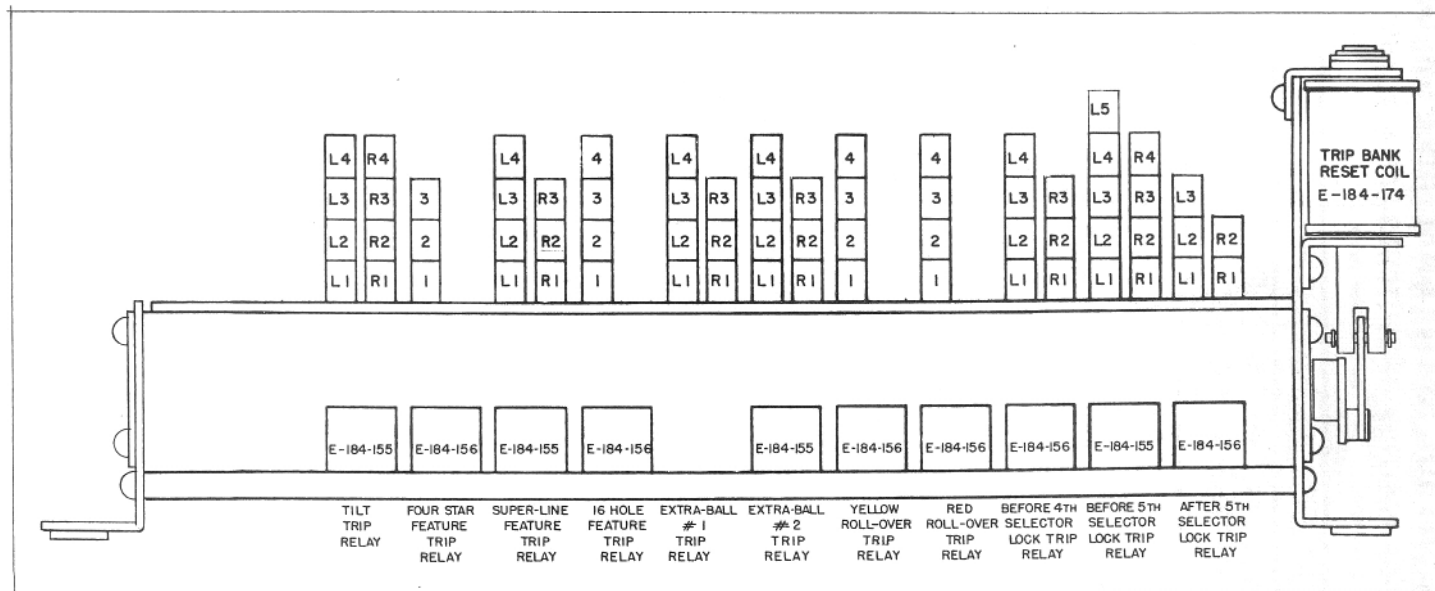 L5
L4 R4 L4 4 L4 L4 4 4 L4 L4 R4
L3 R3 3 L3 R3 3 L3 R3 L3 R3 3 3 L3 R3 L3 R3 L3
L2 R2 2 L2 R2 2 L2 R2 L2 R2 2 2 L2 R2 L2 R2 L2 R2
L1 R1 1 L1 R1 1 L1 R1 L1 R1 1 1 L1 R1 L1 R1 L1 R1
TRIP BANK
RESET COIL
E-184-174
E-184-155 E-184-156 E-184-155 E-184-156 E-184-155 E-184-156 E-184-156 E-184-156 E-184-155 E-184-156
TILT
TRIP
RELAY
FOUR STAR
FEATURE
TRIP
RELAY
SUPER-LINE
FEATURE
TRIP
RELAY
16 HOLE
FEATURE
TRIP
RELAY
EXTRA-BALL
#1
TRIP
RELAY
EXTRA-BALL
#2
TRIP
RELAY
YELLOW
ROLL-OVER
TRIP
RELAY
RED
ROLL-OVER
TRIP
RELAY
BEFORE 4TH
SELECTOR
LOCK TRIP
RELAY
BEFORE 5TH
SELECTOR
LOCK TRIP
RELAY
AFTER 5TH
SELECTOR
LOCK TRIP
RELAY